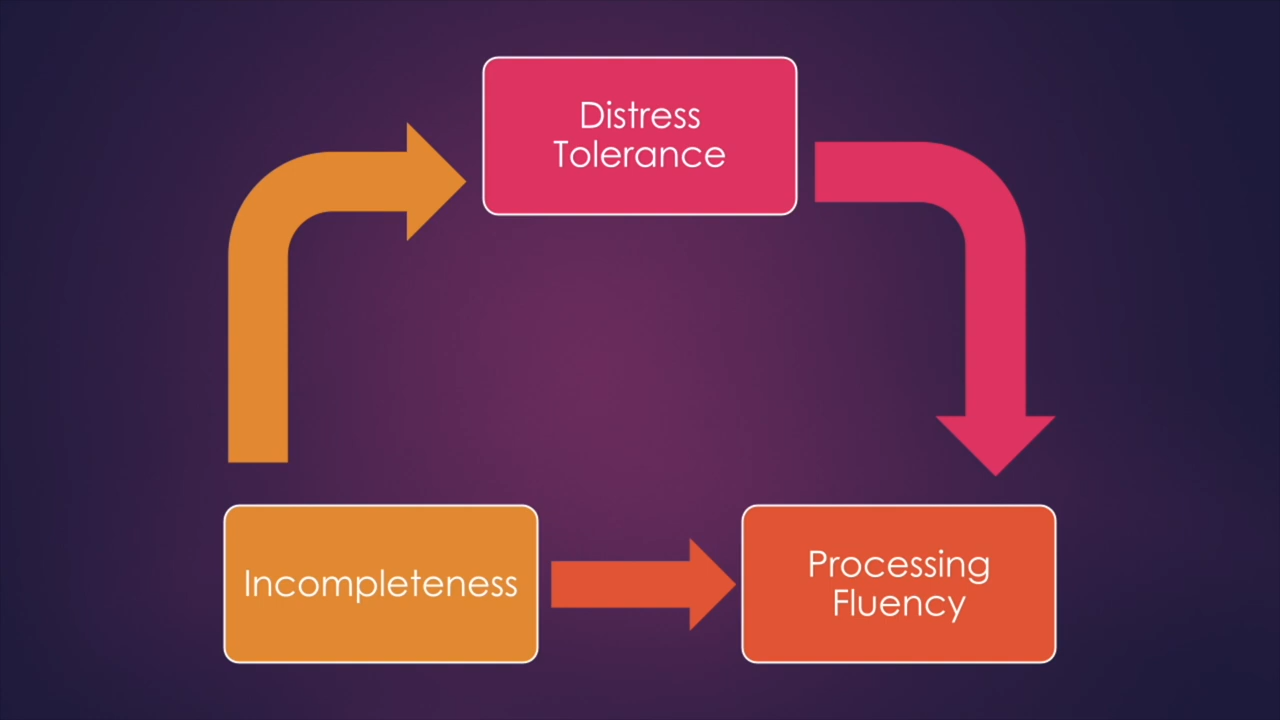 Distress
Tolerance
Incompleteness
Processing
Fluency